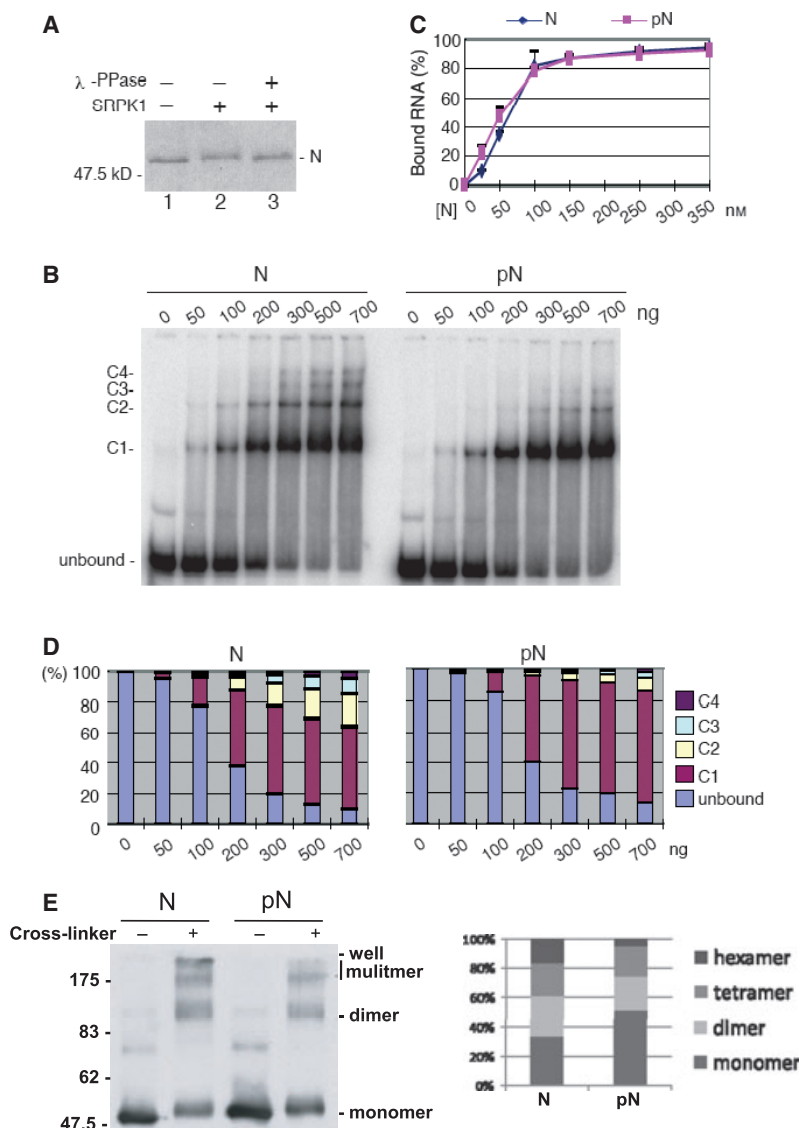 A
λ -PPase – – +
SRPK1 – + +
- N
47.5 kD -
1 2 3
C
N pN
Bound RNA (%)
100
80
60
40
20
0
[N] 0 50 100 150 200 250 300 350 nM
B
N pN
0 50 100 200 300 500 700 0 50 100 200 300 500 700 ng
C4-
C3-
C2-
C1-
unbound -
D
N pN
(%)
100
80
60
40
20
0
0 50 100 200 300 500 700 0 50 100 200 300 500 700 ng
C4
C3
C2
C1
unbound
E
N pN
Cross-linker – + – +
well
mulitmer
175 -
- dimer
83 -
62 -
- monomer
47.5 -
100%
80%
60%
40%
20%
0%
N pN
hexamer
tetramer
dimer
monomer